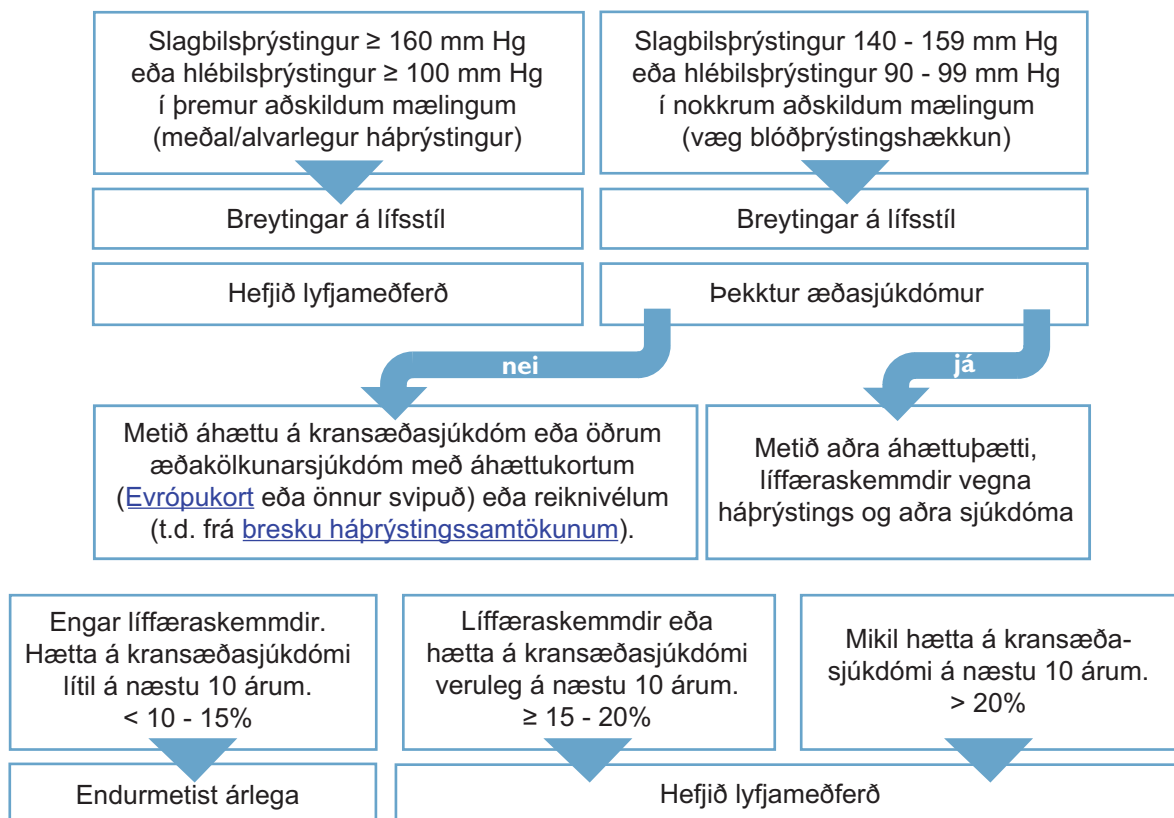 Slagbilsþrýstingur ≥ 160 mm Hg
eða hlébilsþrýstingur ≥ 100 mm Hg
í þremur aðskildum mælingum
(meðal/alvarlegur háþrýstingur)
Slagbilsþrýstingur 140 - 159 mm Hg
eða hlébilsþrýstingur 90 - 99 mm Hg
í nokkrum aðskildum mælingum
(væg blóðþrýstingshækkun)
Breytingar á lífsstíl
Breytingar á lífsstíl
Hefjið lyfjameðferð
Þekktur æðasjúkdómur
nei
já
Metið áhættu á kransæðasjúkdóm eða öðrum
æðakölkunarsjúkdóm með áhættukortum
(Evrópukort eða önnur svipuð) eða reiknivélum
(t.d. frá bresku háþrýstingssamtökunum).
Metið aðra áhættuþætti,
líffæraskemmdir vegna
háþrýstings og aðra sjúkdóma
Engar líffæraskemmdir.
Hætta á kransæðasjúkdómi
lítil á næstu 10 árum.
< 10 - 15%
Líffæraskemmdir eða
hætta á kransæðasjúkdómi
veruleg á næstu 10 árum.
≥ 15 - 20%
Mikil hætta á kransæða-
sjúkdómi á næstu 10 árum.
> 20%
Endurmetist árlega
Hefjið lyfjameðferð